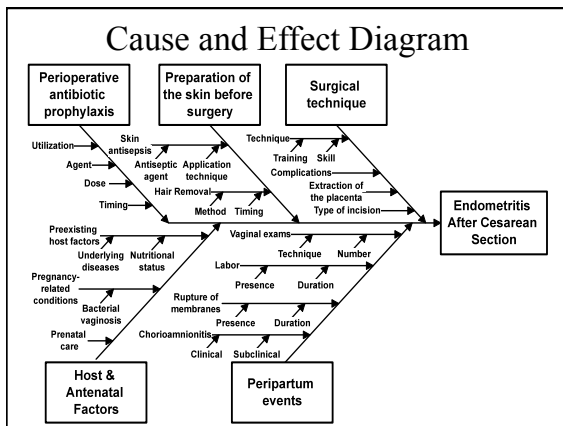 Cause and Effect Diagram
Perioperative
antibiotic
prophylaxis
Preparation of
the skin before
surgery
Surgical
technique
Utilization
Agent
Dose
Timing
Skin
antisepsis
Antiseptic
agent
Application
technique
Hair Removal
Method
Timing
Technique
Training
Skill
Complications
Extraction of
the placenta
Type of incision
Endometritis
After Cesarean
Section
Preexisting
host factors
Underlying
diseases
Nutritional
status
Pregnancy-
related
conditions
Bacterial
vaginosis
Prenatal
care
Vaginal exams
Technique
Number
Labor
Presence
Duration
Rupture of
membranes
Presence
Duration
Chorioamnionitis
Clinical
Subclinical
Host &
Antenatal
Factors
Peripartum
events